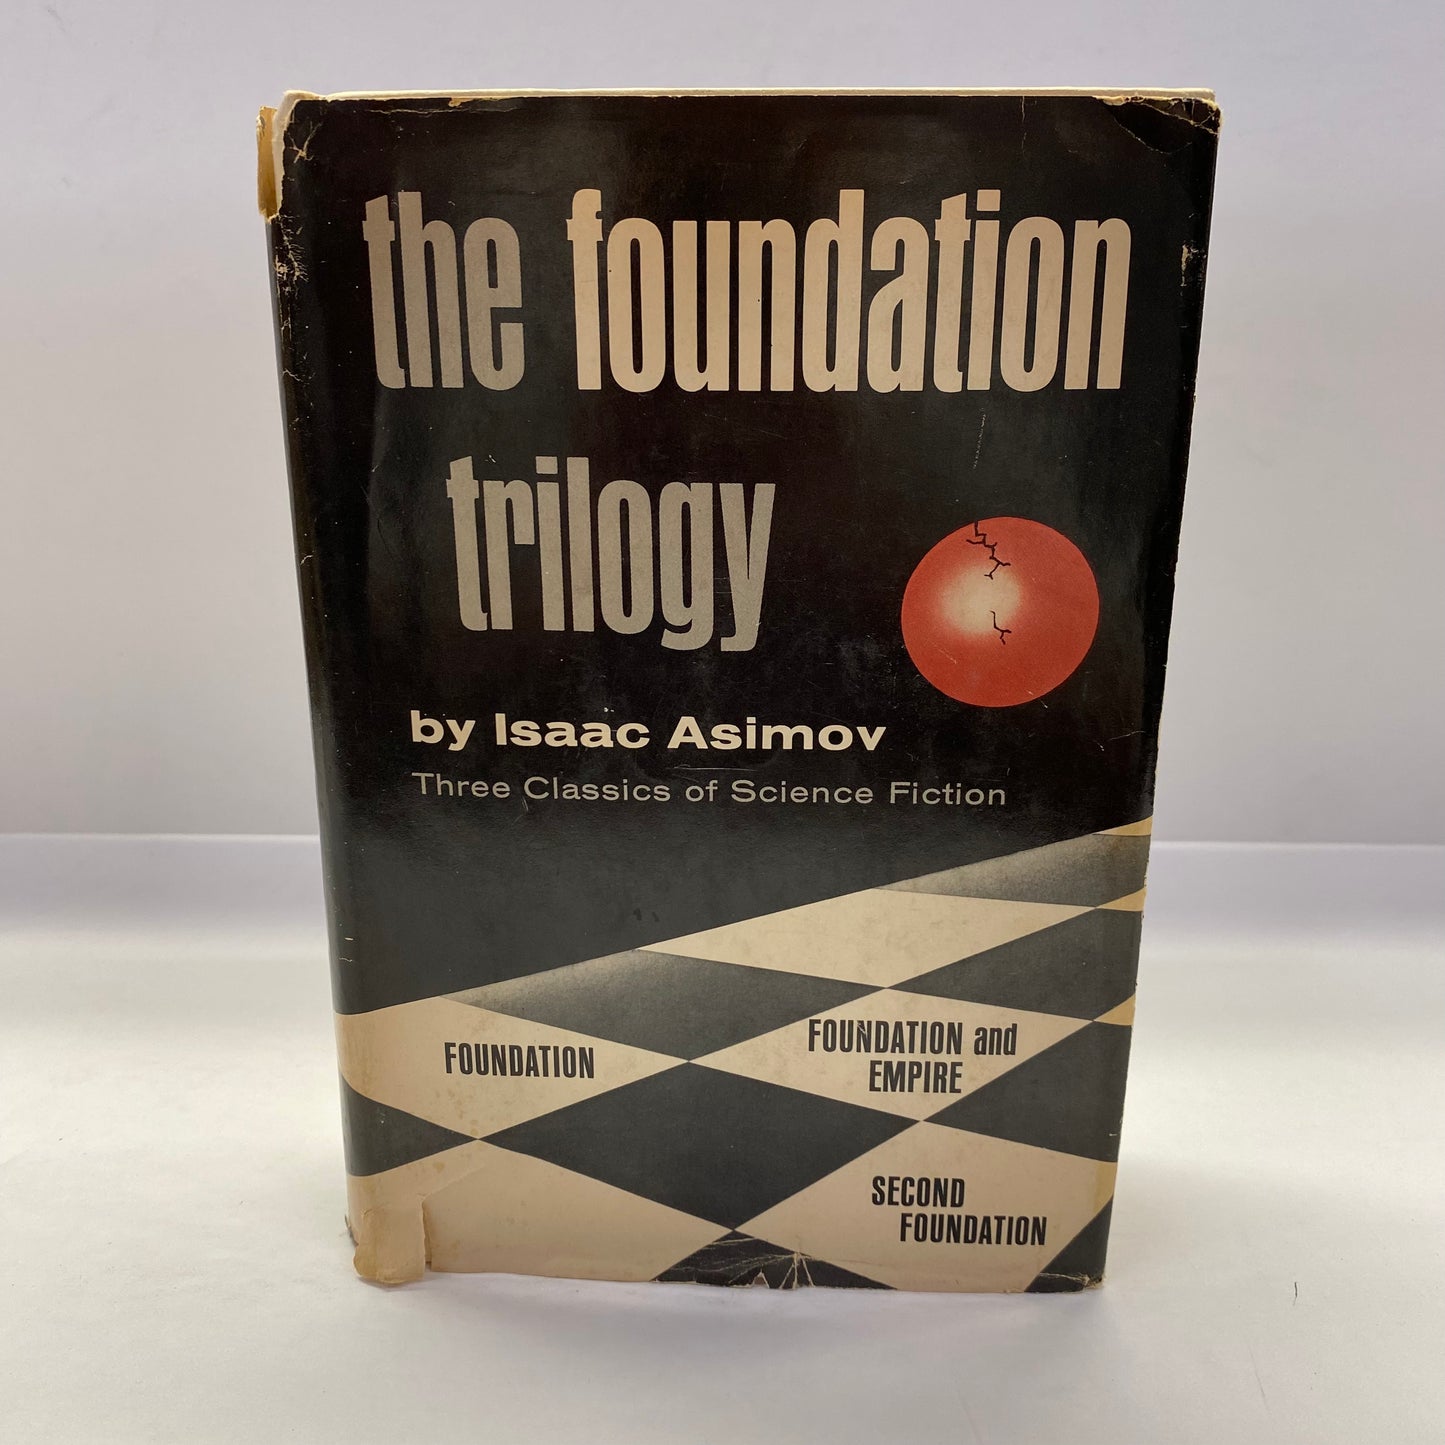 the foundation
trilogy
by Isaac Asimov
Three Classics of Science Fiction
FOUNDATION
FOUNDATION and
EMPIRE
SECOND
FOUNDATION